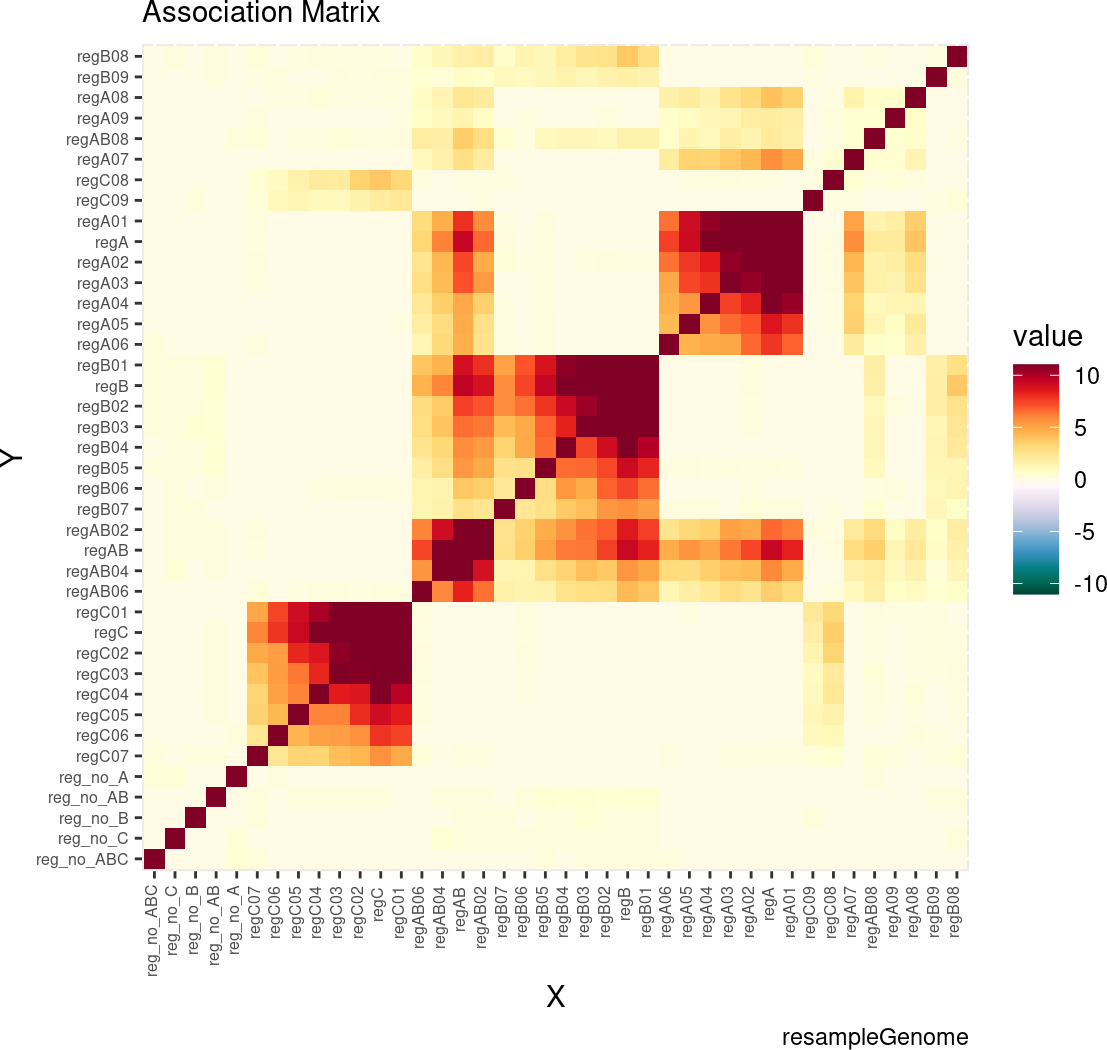 Association Matrix
regB08
regB09
regA08
regA09
regAB08
regA07
regC08
regC09
regA01
regA
regA02
regA03
regA04
regA05
regA06
regB01
regB
regB02
regB03
regB04
regB05
regB06
regB07
regAB02
regAB
regAB04
regAB06
regC01
regC
regC02
regC03
regC04
regC05
regC06
regC07
reg_no_A
reg_no_AB
reg_no_B
reg_no_C
reg_no_ABC
Y
reg_no_ABC
reg_no_C
reg_no_B
reg_no_AB
reg_no_A
regC07
regC06
regC05
regC04
regC03
regC02
regC
regC01
regAB06
regAB04
regAB
regAB02
regB07
regB06
regB05
regB04
regB03
regB02
regB
regB01
regA06
regA05
regA04
regA03
regA02
regA
regA01
regC09
regC08
regA07
regAB08
regA09
regA08
regB09
regB08
X
value
10
5
0
-5
-10
resampleGenome